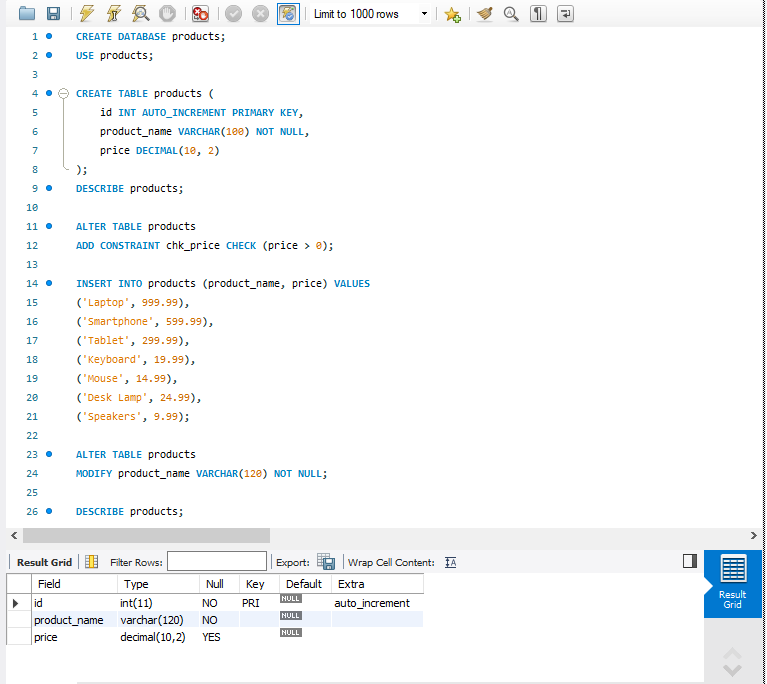 Limit to 1000 rows
1 CREATE DATABASE products;
2 USE products;
3
4 CREATE TABLE products (
5 id INT AUTO_INCREMENT PRIMARY KEY,
6 product_name VARCHAR(100) NOT NULL,
7 price DECIMAL(10, 2)
8 );
9 DESCRIBE products;
10
11 ALTER TABLE products
12 ADD CONSTRAINT chk_price CHECK (price > 0);
13
14 INSERT INTO products (product_name, price) VALUES
15 ('Laptop', 999.99),
16 ('Smartphone', 599.99),
17 ('Tablet', 299.99),
18 ('Keyboard', 19.99),
19 ('Mouse', 14.99),
20 ('Desk Lamp', 24.99),
21 ('Speakers', 9.99);
22
23 ALTER TABLE products
24 MODIFY product_name VARCHAR(120) NOT NULL;
25
26 DESCRIBE products;
Result Grid Filter Rows: Export: Wrap Cell Content: IA
Field Type Null Key Default Extra
id int(11) NO PRI NULL auto_increment
product_name varchar(120) NO NULL
price decimal(10,2) YES NULL
Result
Grid